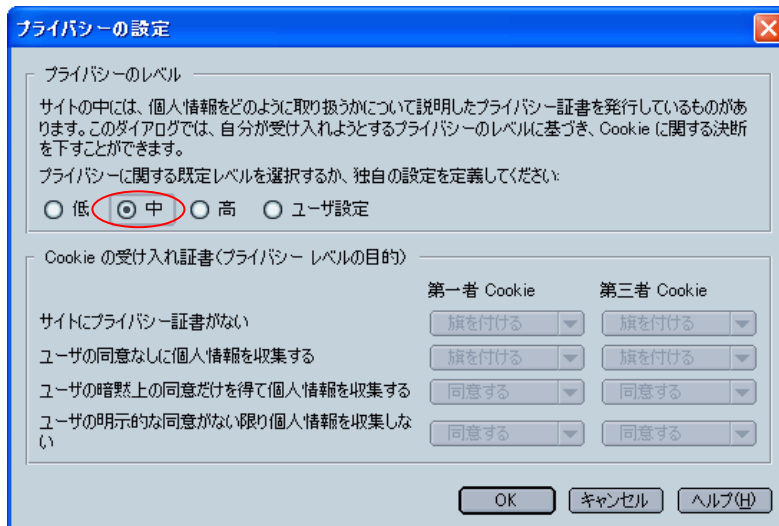 プライバシーの設定
プライバシーのレベル
サイトの中には、個人情報をどのように取り扱うかについて説明したプライバシー証書を発行しているものがあ
ります。このダイアログでは、自分が受け入れようとするプライバシーのレベルに基づき、Cookie に関する決断
を下すことができます。
プライバシーに関する既定レベルを選択するか、独自の設定を定義してください:
低 中 高 ユーザ設定
Cookie の受け入れ証書(プライバシー レベルの目的)
第一者 Cookie 第三者 Cookie
サイトにプライバシー証書がない 旗を付ける 旗を付ける
ユーザの同意なしに個人情報を収集する 旗を付ける 旗を付ける
ユーザの暗黙上の同意だけを得て個人情報を収集する 同意する 同意する
ユーザの明示的な同意がない限り個人情報を収集しな
い 同意する 同意する
OK キャンセル ヘルプ(H)